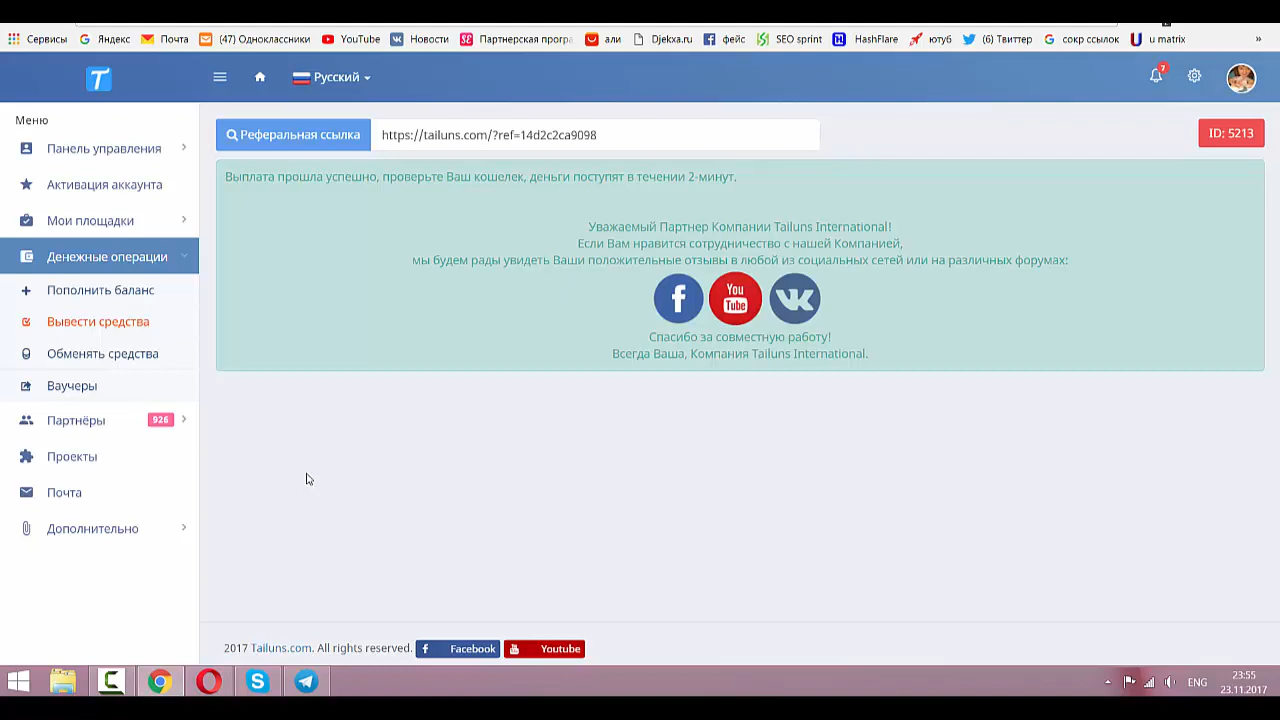 Сервисы
Яндекс
Почта
(47) Одноклассники
YouTube
Новости
Партнерская програ
али
Djekxa.ru
фейс
SEO sprint
HashFlare
ютуб
(6) Твиттер
сокр ссылок
u matrix
»
T
Русский
7
Меню
Панель управления
Активация аккаунта
Мои площадки
Денежные операции
Пополнить баланс
Вывести средства
Обменять средства
Ваучеры
Партнёры 926
Проекты
Почта
Дополнительно
Реферальная ссылка https://tailuns.com/?ref=14d2c2ca9098
ID: 5213
Выплата прошла успешно, проверьте Ваш кошелек, деньги поступят в течении 2-минут.
Уважаемый Партнер Компании Tailuns International!
Если Вам нравится сотрудничество с нашей Компанией,
мы будем рады увидеть Ваши положительные отзывы в любой из социальных сетей или на различных форумах:
You
Tube
Спасибо за совместную работу!
Всегда Ваша, Компания Tailuns International.
2017 Tailuns.com. All rights reserved. Facebook Youtube
ENG
23:55
23.11.2017